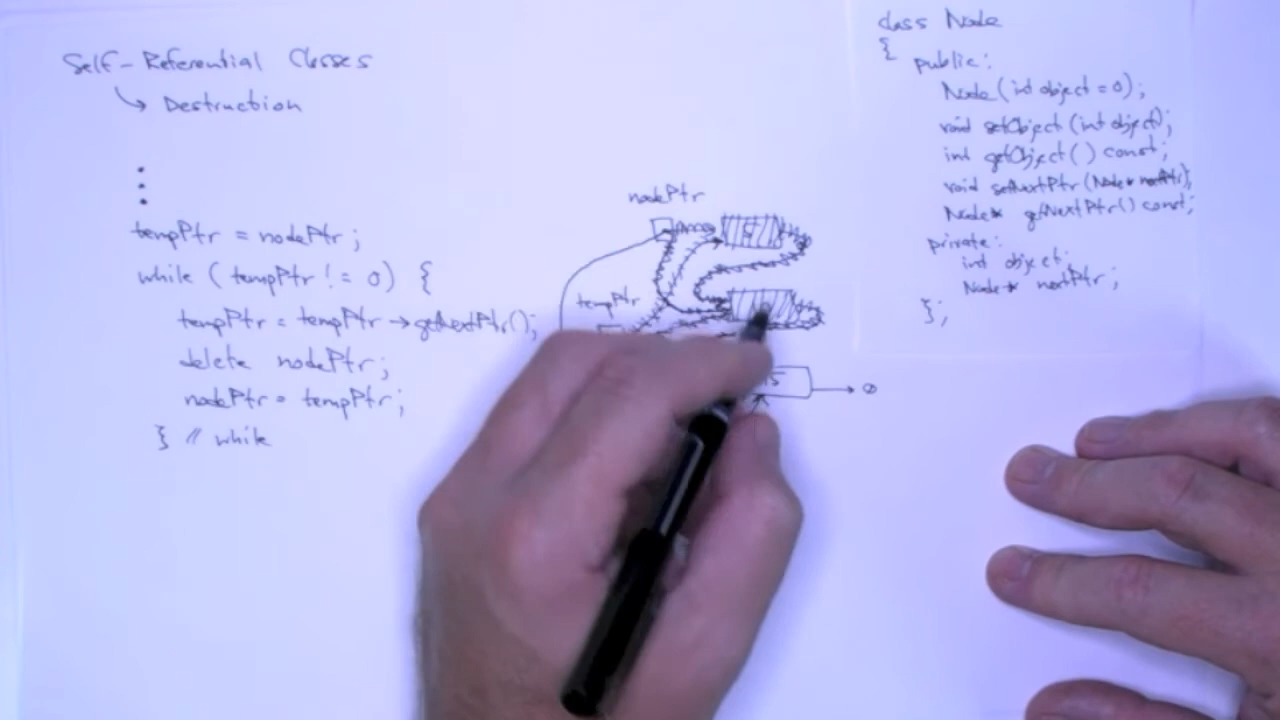 Self-Referential Classes
↳ Destruction
tempPtr = nodePtr;
while (tempPtr != 0) {
tempPtr = tempPtr → getNextPtr();
delete nodePtr;
nodePtr = tempPtr;
} // while
nodePtr
5
tempPtr
15
class Node
{
public:
Node (int object = 0);
void setObject (int object);
int getObject () const;
void setNextPtr (Node* nextPtr);
Node* getNextPtr() const;
private:
int object;
Node* nextPtr;
};